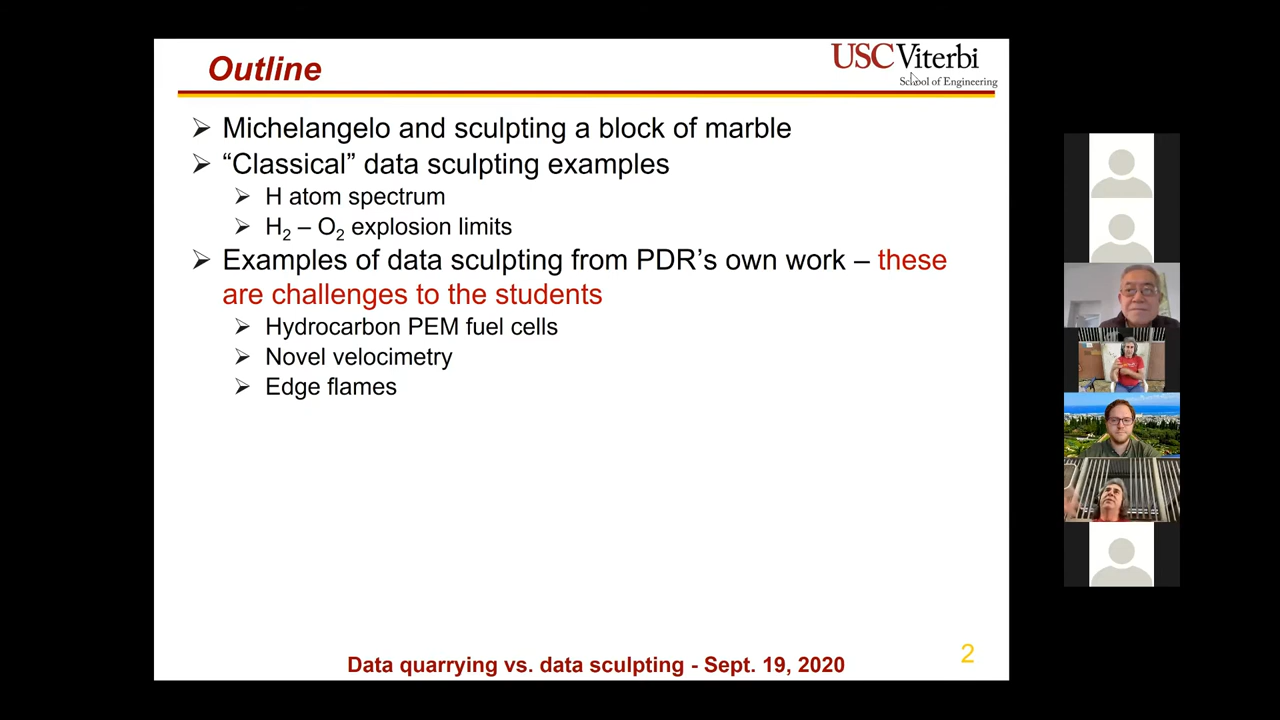 Outline
USC Viterbi
School of Engineering
➢ Michelangelo and sculpting a block of marble
➢ “Classical” data sculpting examples
➢ H atom spectrum
➢ H₂ – O₂ explosion limits
➢ Examples of data sculpting from PDR’s own work – these
are challenges to the students
➢ Hydrocarbon PEM fuel cells
➢ Novel velocimetry
➢ Edge flames
Data quarrying vs. data sculpting - Sept. 19, 2020
2